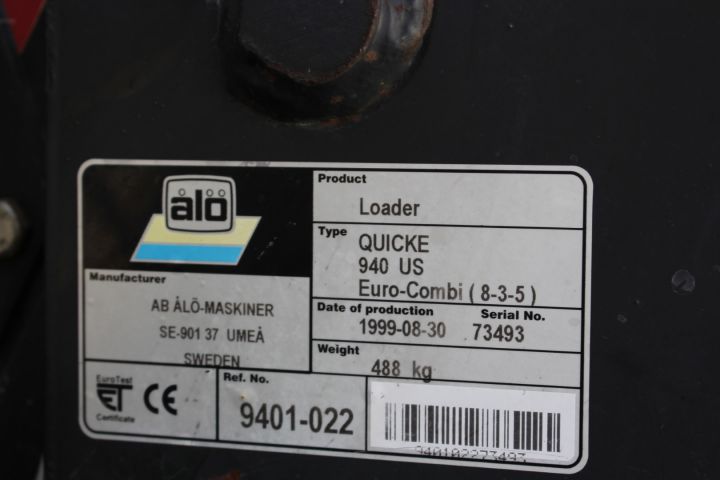 ålö
Product
Loader
Type
QUICKE
940 US
Euro-Combi ( 8-3-5 )
Manufacturer
AB ÅLÖ-MASKINER
SE-901 37 UMEÅ
SWEDEN
Date of production
1999-08-30
Serial No.
73493
Weight
488 kg
EuroTest
ET
Certificate
CE
Ref. No.
9401-022
940102273493